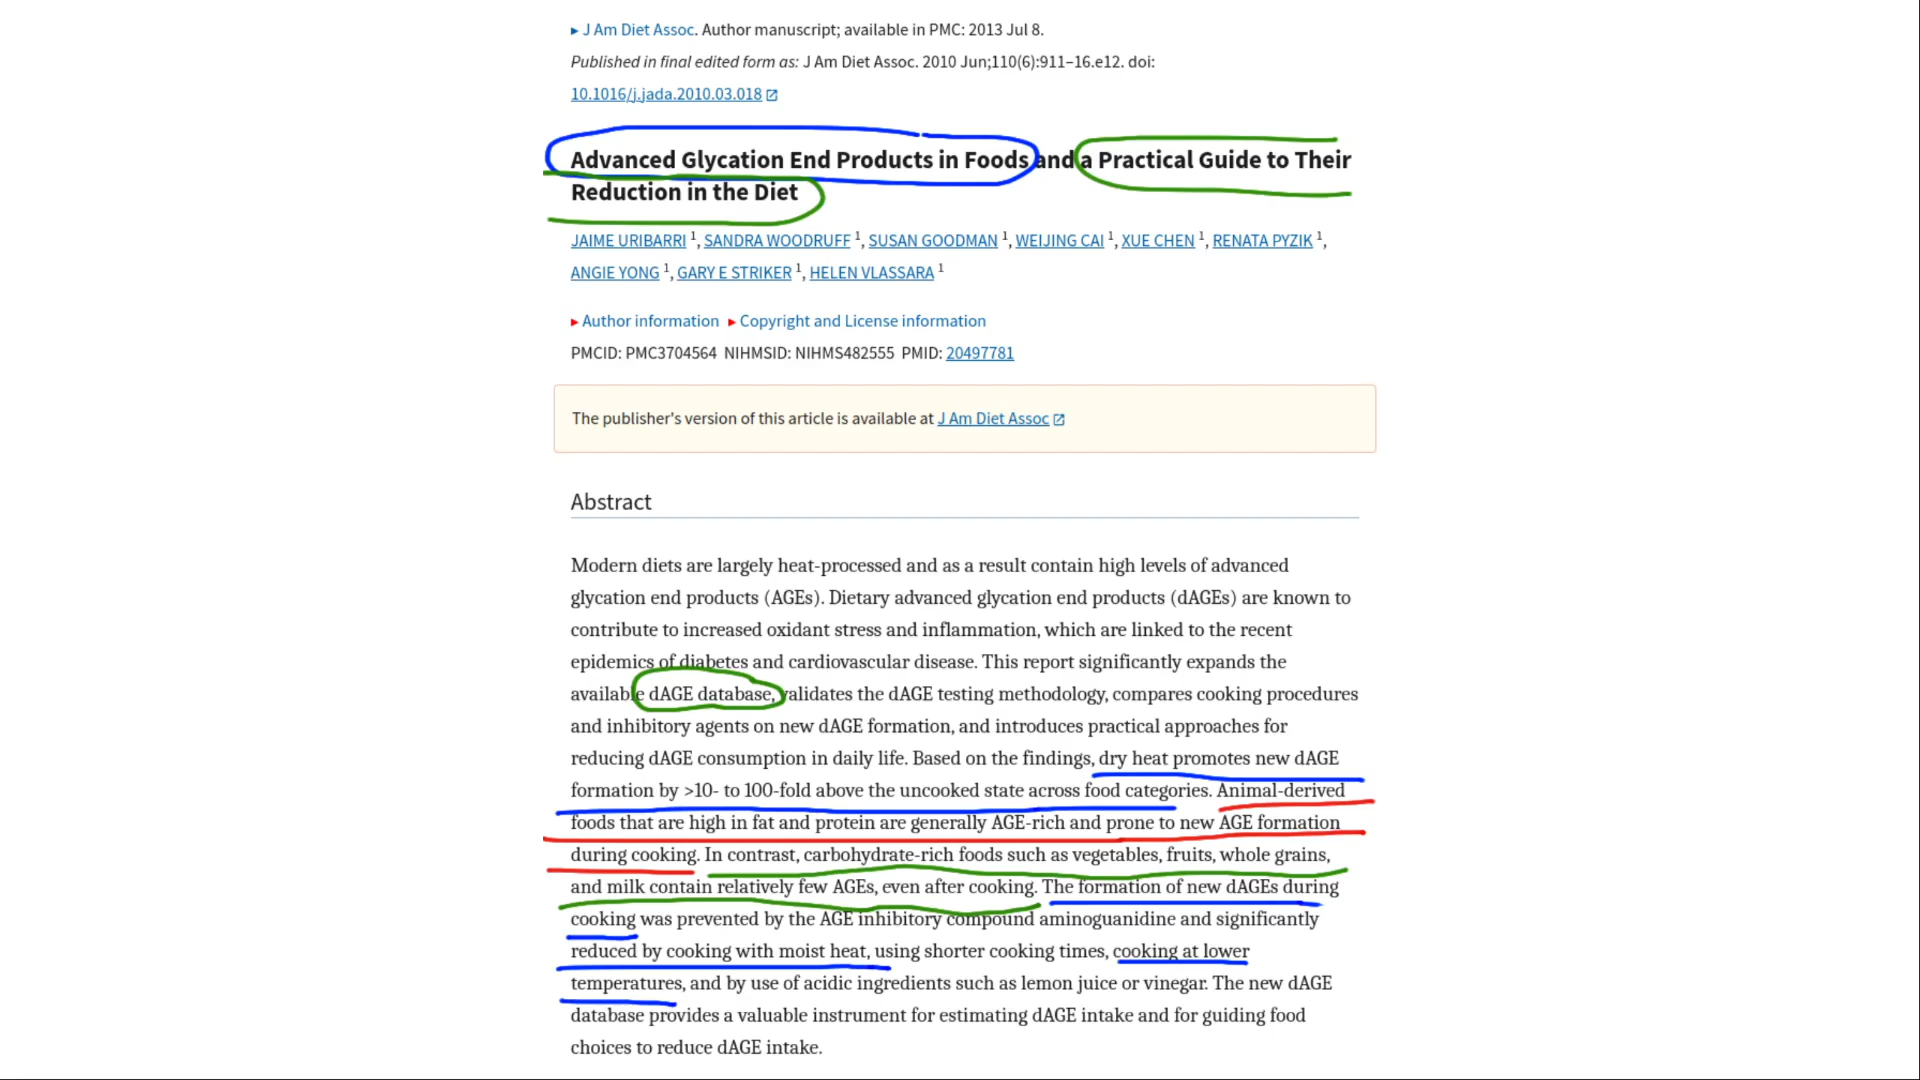 ▸ J Am Diet Assoc. Author manuscript; available in PMC: 2013 Jul 8.
Published in final edited form as: J Am Diet Assoc. 2010 Jun;110(6):911–16.e12. doi:
10.1016/j.jada.2010.03.018
Advanced Glycation End Products in Foods and a Practical Guide to Their
Reduction in the Diet
JAIME URIBARRI 1, SANDRA WOODRUFF 1, SUSAN GOODMAN 1, WEIJING CAI 1, XUE CHEN 1, RENATA PYZIK 1,
ANGIE YONG 1, GARY E STRIKER 1, HELEN VLASSARA 1
▸ Author information ▸ Copyright and License information
PMCID: PMC3704564 NIHMSID: NIHMS482555 PMID: 20497781
The publisher's version of this article is available at J Am Diet Assoc
Abstract
Modern diets are largely heat-processed and as a result contain high levels of advanced
glycation end products (AGEs). Dietary advanced glycation end products (dAGEs) are known to
contribute to increased oxidant stress and inflammation, which are linked to the recent
epidemics of diabetes and cardiovascular disease. This report significantly expands the
available dAGE database, validates the dAGE testing methodology, compares cooking procedures
and inhibitory agents on new dAGE formation, and introduces practical approaches for
reducing dAGE consumption in daily life. Based on the findings, dry heat promotes new dAGE
formation by >10- to 100-fold above the uncooked state across food categories. Animal-derived
foods that are high in fat and protein are generally AGE-rich and prone to new AGE formation
during cooking. In contrast, carbohydrate-rich foods such as vegetables, fruits, whole grains,
and milk contain relatively few AGEs, even after cooking. The formation of new dAGEs during
cooking was prevented by the AGE inhibitory compound aminoguanidine and significantly
reduced by cooking with moist heat, using shorter cooking times, cooking at lower
temperatures, and by use of acidic ingredients such as lemon juice or vinegar. The new dAGE
database provides a valuable instrument for estimating dAGE intake and for guiding food
choices to reduce dAGE intake.